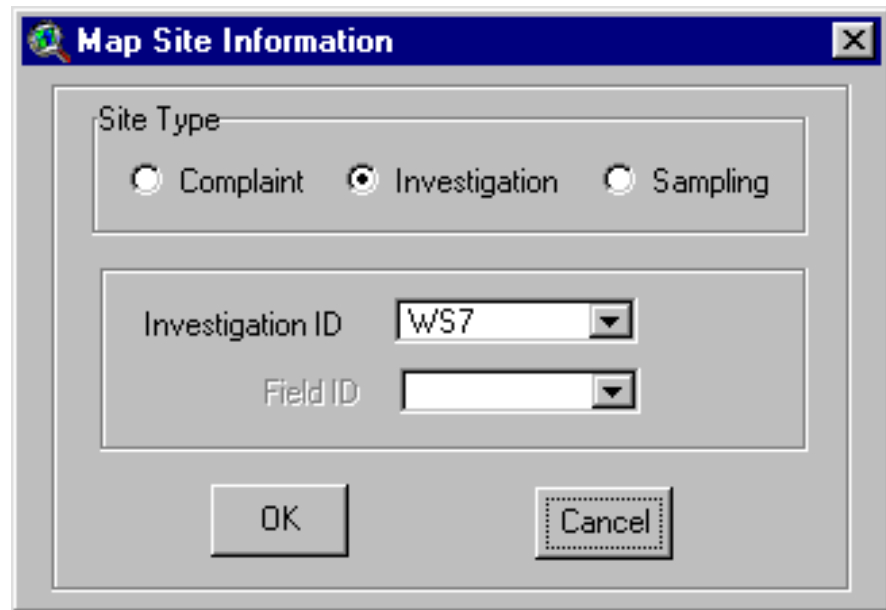 Map Site Information
Site Type
Complaint Investigation Sampling
Investigation ID WS7
Field ID
OK Cancel